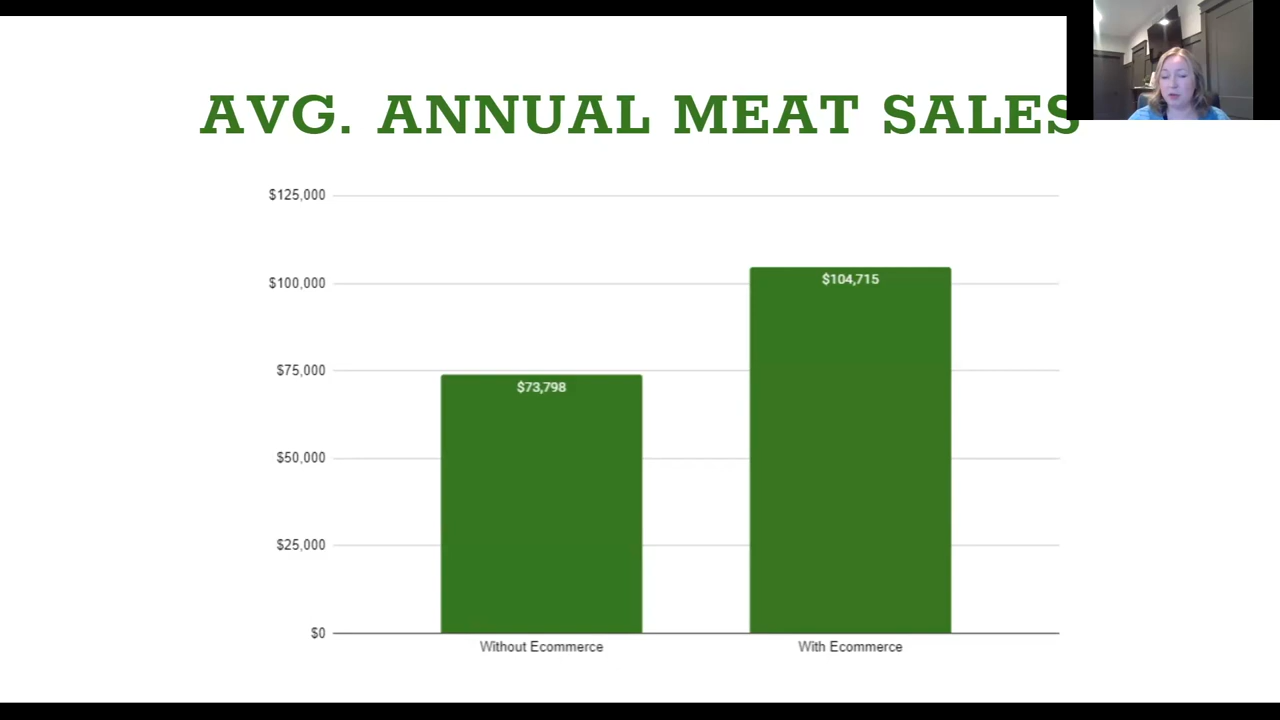 AVG. ANNUAL MEAT SALES
$125,000
$100,000
$104,715
$75,000
$73,798
$50,000
$25,000
$0
Without Ecommerce
With Ecommerce